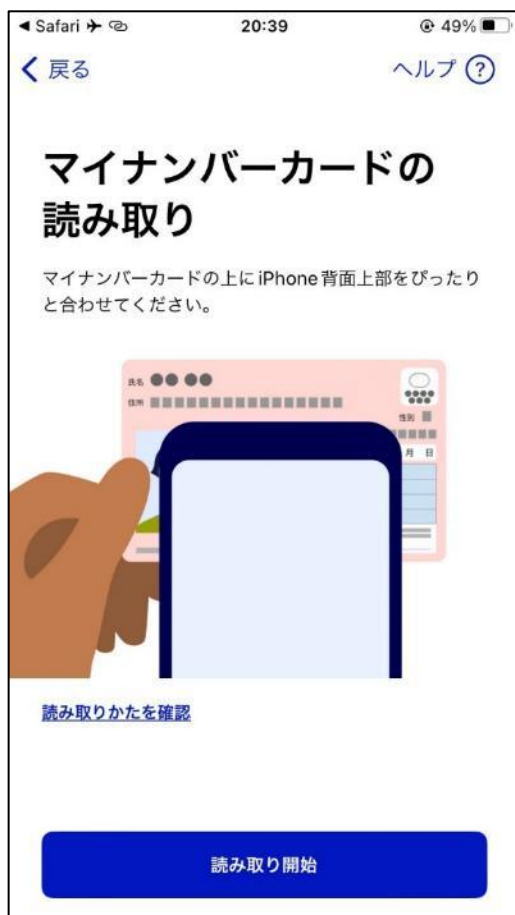 ◀ Safari
20:39
49%
戻る
ヘルプ ?
マイナンバーカードの
読み取り
マイナンバーカードの上にiPhone背面上部をぴったり
と合わせてください。
氏名
住所
性別
月 日
読み取りかたを確認
読み取り開始